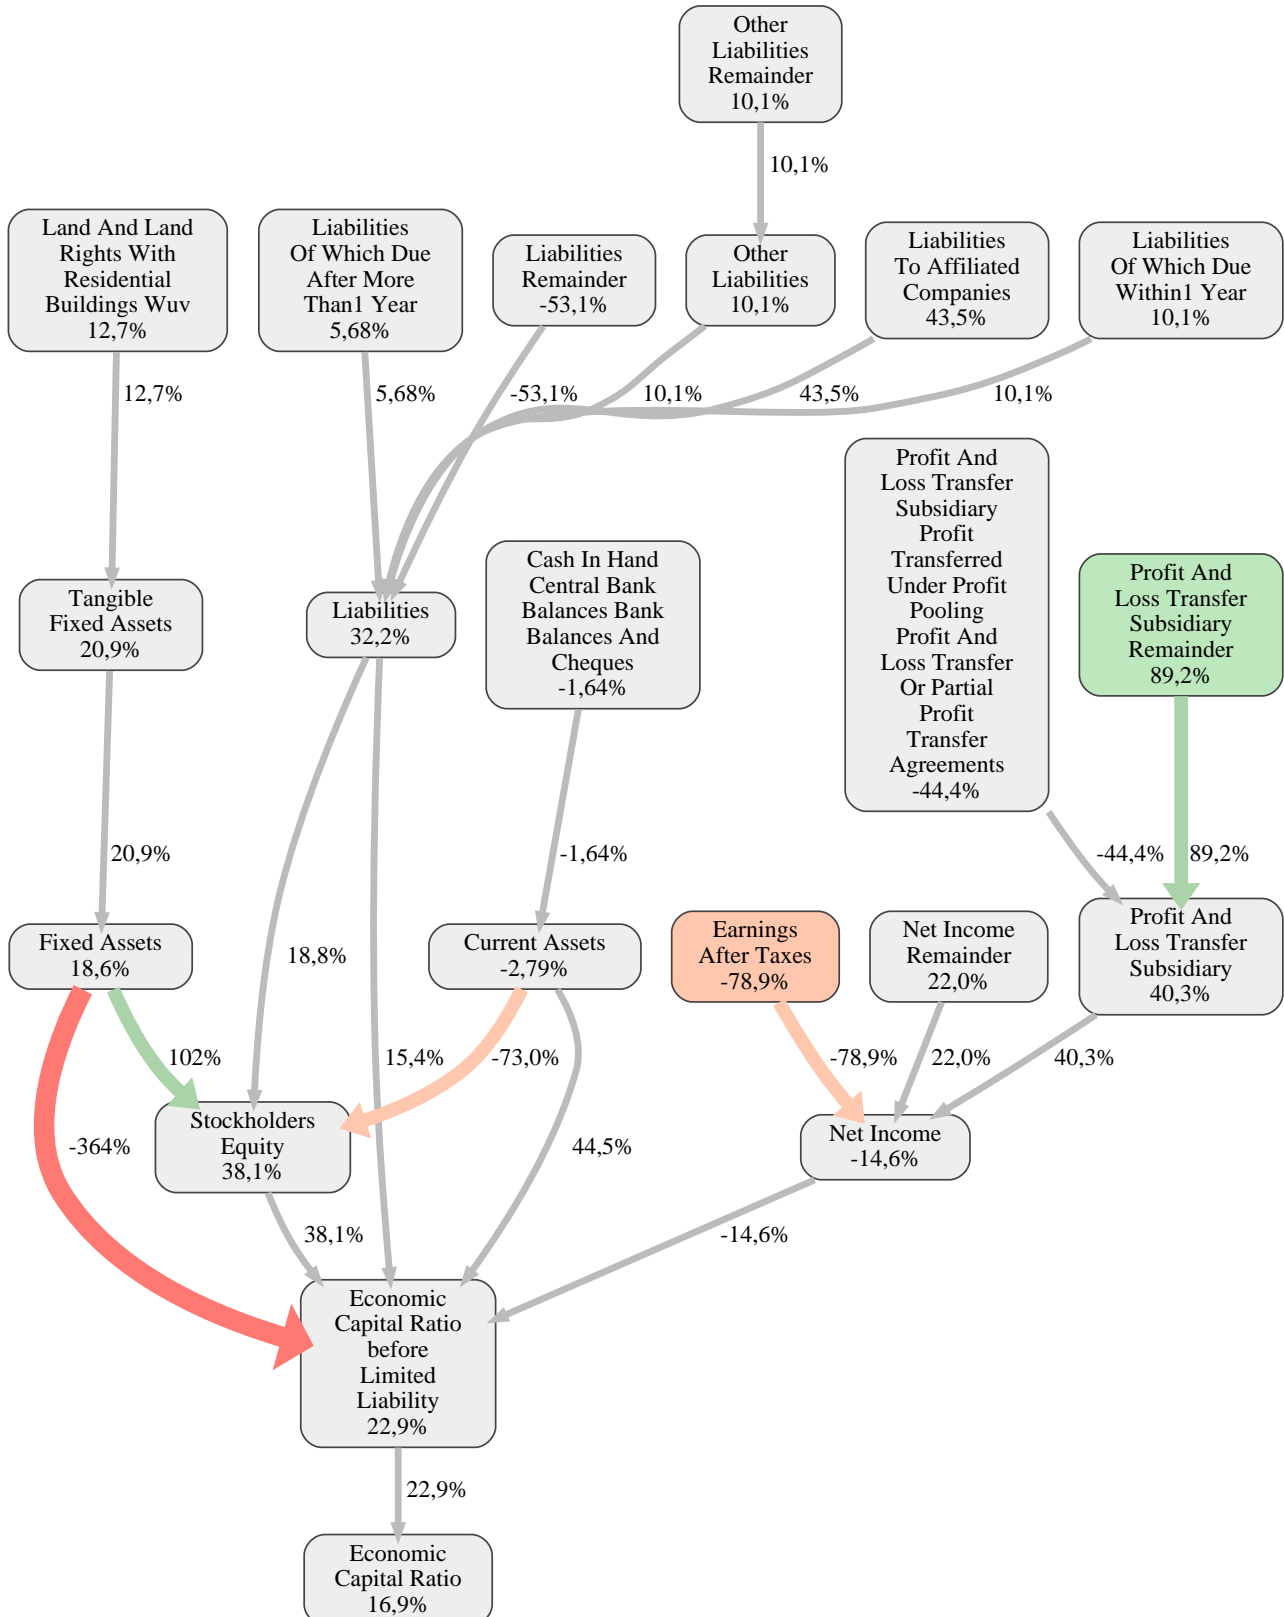 Other
Liabilities
Remainder
10,1%
10,1%
Land And Land
Rights With
Residential
Buildings Wuv
12,7%
Liabilities
Of Which Due
After More
Than1 Year
5,68%
Liabilities
Remainder
-53,1%
Other
Liabilities
10,1%
Liabilities
To Affiliated
Companies
43,5%
Liabilities
Of Which Due
Within1 Year
10,1%
12,7%
5,68%
-53,1%
10,1%
43,5%
10,1%
Profit And
Loss Transfer
Subsidiary
Profit
Transferred
Under Profit
Pooling
Profit And
Loss Transfer
Or Partial
Profit
Transfer
Agreements
-44,4%
Cash In Hand
Central Bank
Balances Bank
Balances And
Cheques
-1,64%
Profit And
Loss Transfer
Subsidiary
Remainder
89,2%
Tangible
Fixed Assets
20,9%
Liabilities
32,2%
20,9%
-1,64%
-44,4%
89,2%
Fixed Assets
18,6%
18,8%
Current Assets
-2,79%
Earnings
After Taxes
-78,9%
Net Income
Remainder
22,0%
Profit And
Loss Transfer
Subsidiary
40,3%
102%
15,4%
-73,0%
-78,9%
22,0%
40,3%
-364%
Stockholders
Equity
38,1%
44,5%
Net Income
-14,6%
38,1%
-14,6%
Economic
Capital Ratio
before
Limited
Liability
22,9%
22,9%
Economic
Capital Ratio
16,9%